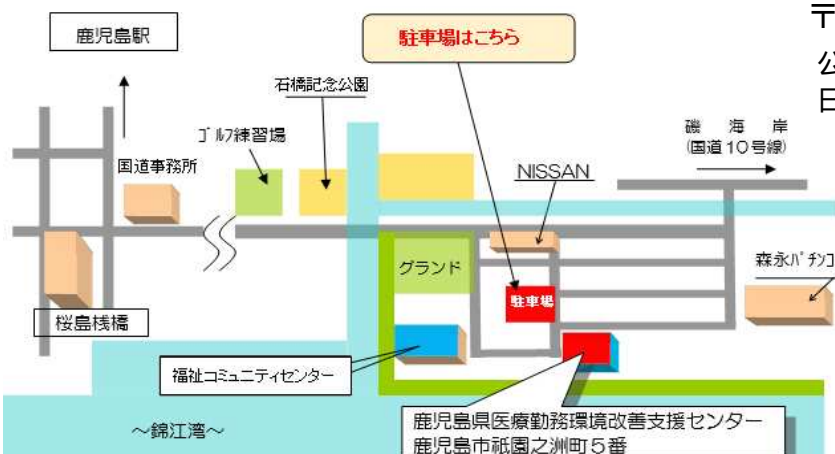 鹿児島駅
駐車場はこちら
〒
石橋記念公園
ｺﾞﾙﾌ練習場
国道事務所
磯海岸
(国道10号線)
NISSAN
グランド
森永ﾊﾟﾁﾝｺ
駐車場
桜島桟橋
福祉コミュニティセンター
鹿児島県医療勤務環境改善支援センター
鹿児島市祇園之洲町５番
～錦江湾～